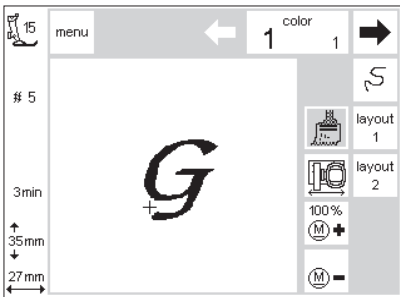 15
menu
color
1
1
# 5
layout
1
layout
2
3min
100%
M +
35mm
M -
27mm
G